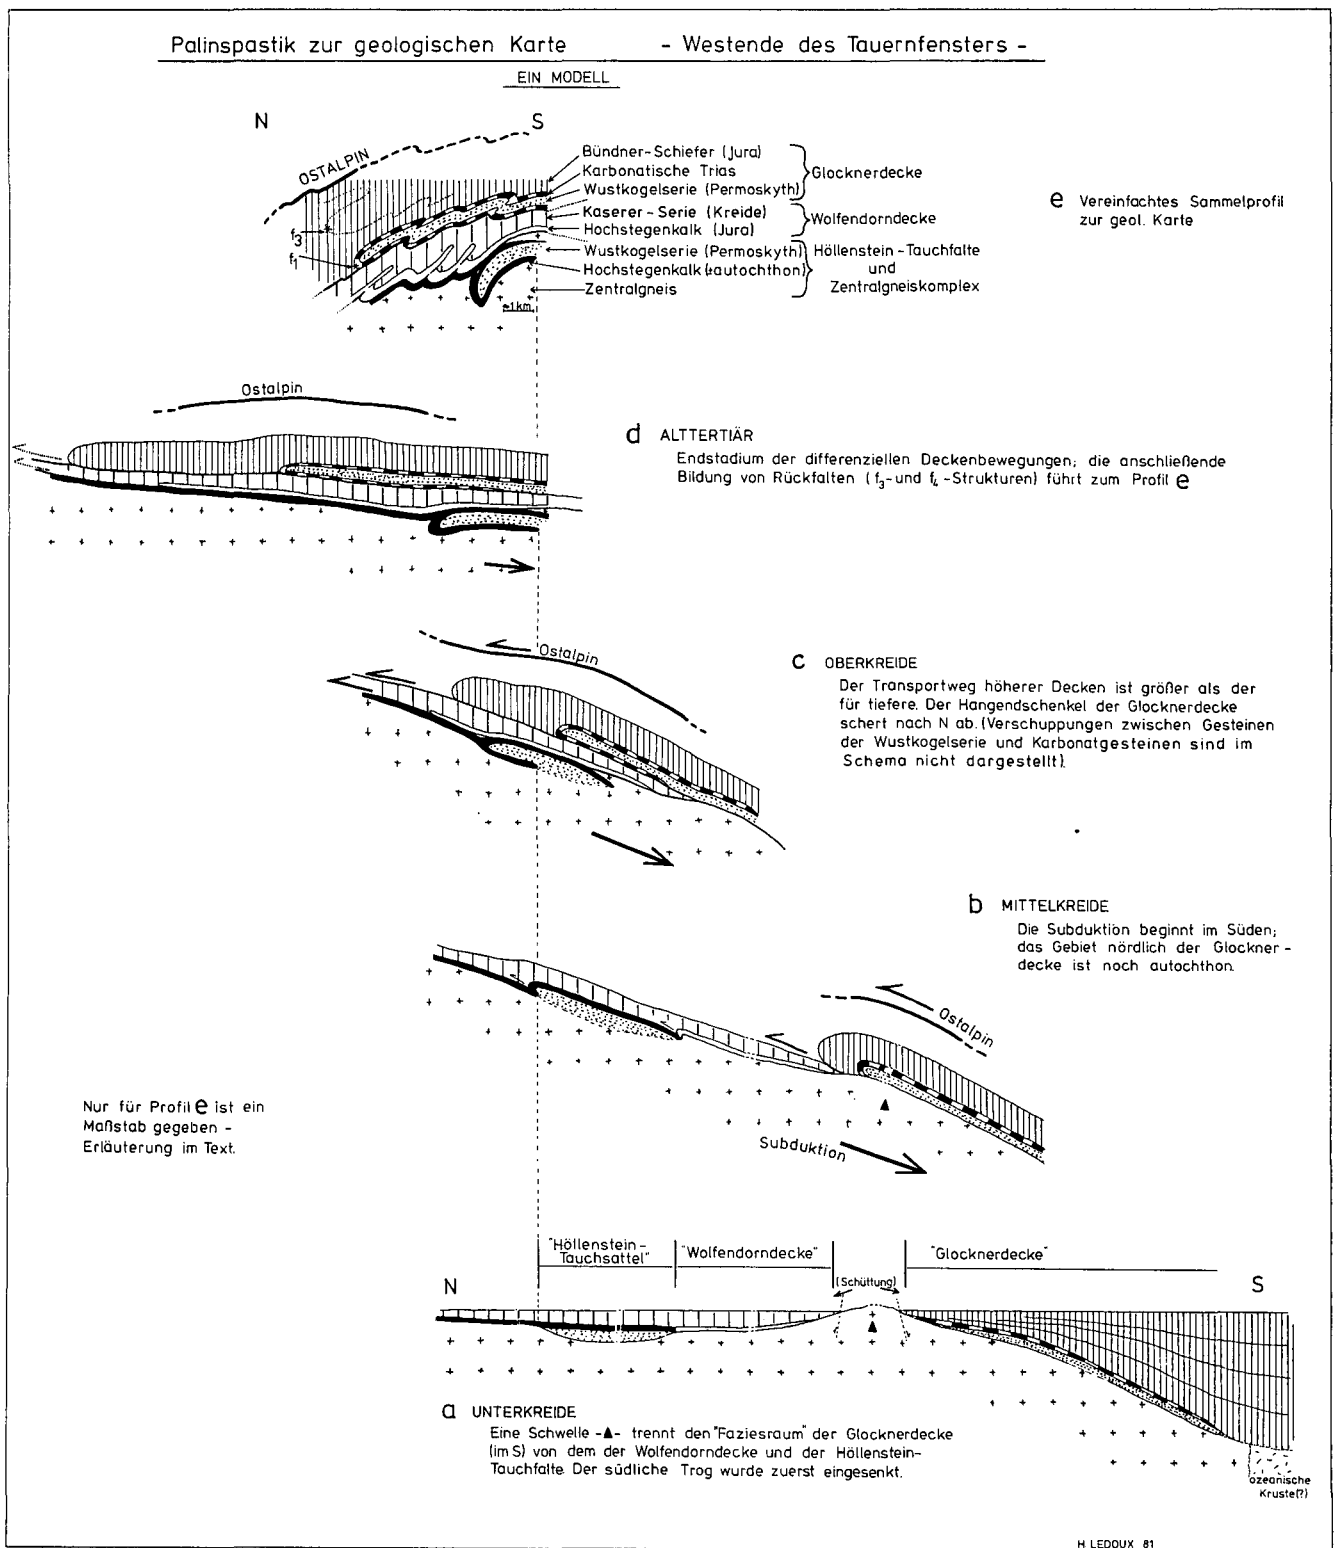 Palinspastik zur geologischen Karte - Westende des Tauernfensters -
EIN MODELL
N
S
OSTALPIN
f3
f1
Bündner-Schiefer (Jura)
Karbonatische Trias
Wustkogelserie (Permoskyth)
Glocknerdecke
Kaserer-Serie (Kreide)
Hochstegenkalk (Jura)
Wolfendorndecke
Wustkogelserie (Permoskyth)
Hochstegenkalk (±autochthon)
Zentralgneis
Höllenstein-Tauchfalte
und
Zentralgneiskomplex
≈1km
e Vereinfachtes Sammelprofil
zur geol. Karte
Ostalpin
d ALTTERTIÄR
Endstadium der differenziellen Deckenbewegungen; die anschließende
Bildung von Rückfalten (f3-und f4-Strukturen) führt zum Profil e
Ostalpin
c OBERKREIDE
Der Transportweg höherer Decken ist größer als der
für tiefere. Der Hangendschenkel der Glocknerdecke
schert nach N ab. (Verschuppungen zwischen Gesteinen
der Wustkogelserie und Karbonatgesteinen sind im
Schema nicht dargestellt).
b MITTELKREIDE
Die Subduktion beginnt im Süden;
das Gebiet nördlich der Glockner-
decke ist noch autochthon.
Ostalpin
Subduktion
Nur für Profil e ist ein
Maßstab gegeben -
Erläuterung im Text.
"Höllenstein-
Tauchsattel"
"Wolfendorndecke"
(Schüttung)
"Glocknerdecke"
N
S
a UNTERKREIDE
Eine Schwelle -▲- trennt den "Faziesraum" der Glocknerdecke
(im S) von dem der Wolfendorndecke und der Höllenstein-
Tauchfalte. Der südliche Trog wurde zuerst eingesenkt.
ozeanische
Kruste(?)
H. LEDOUX 81